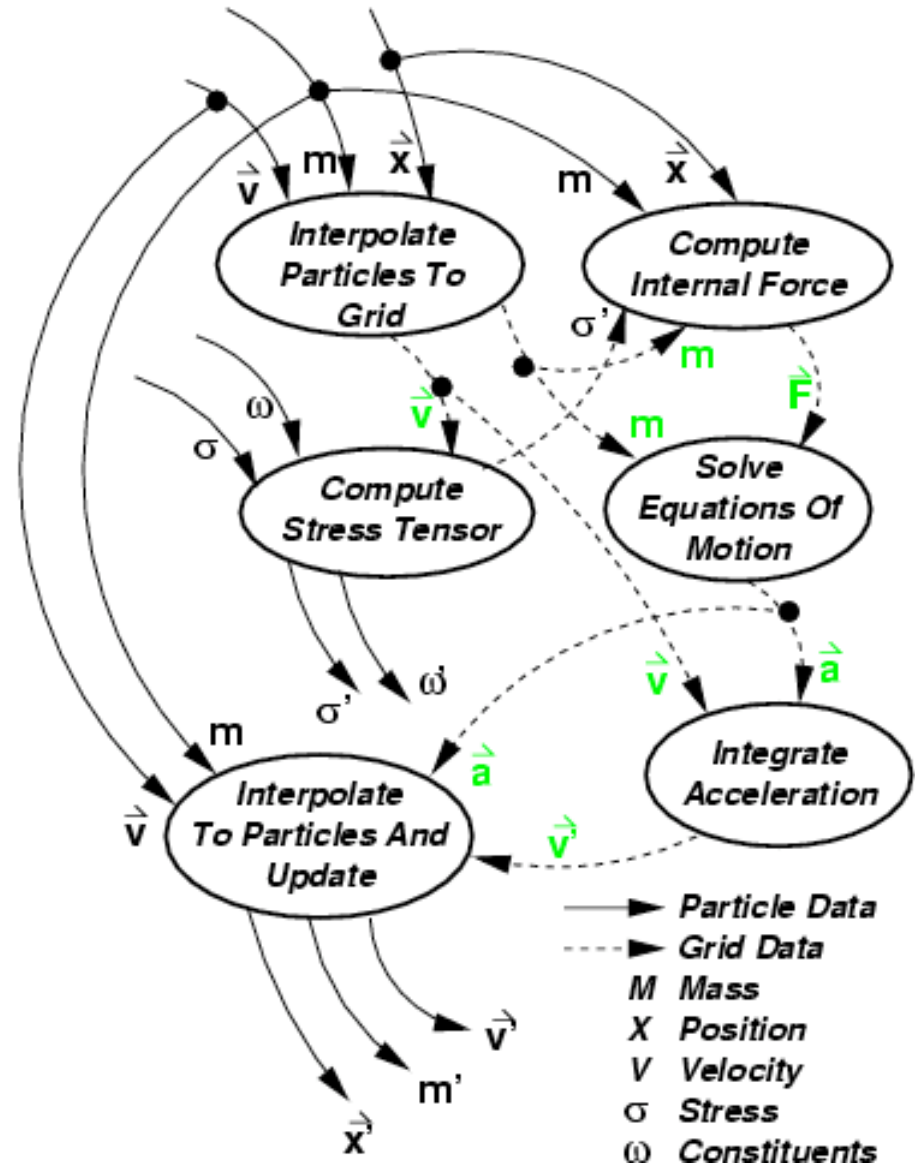 v
m
x
m
x
Interpolate
Particles To
Grid
Compute
Internal Force
σ'
m
F
ω
v
σ
m
Compute
Stress Tensor
Solve
Equations Of
Motion
σ'
ω'
v
a
m
v
a
Interpolate
To Particles And
Update
Integrate
Acceleration
v'
v'
m'
x'
Particle Data
Grid Data
M Mass
X Position
V Velocity
σ Stress
ω Constituents